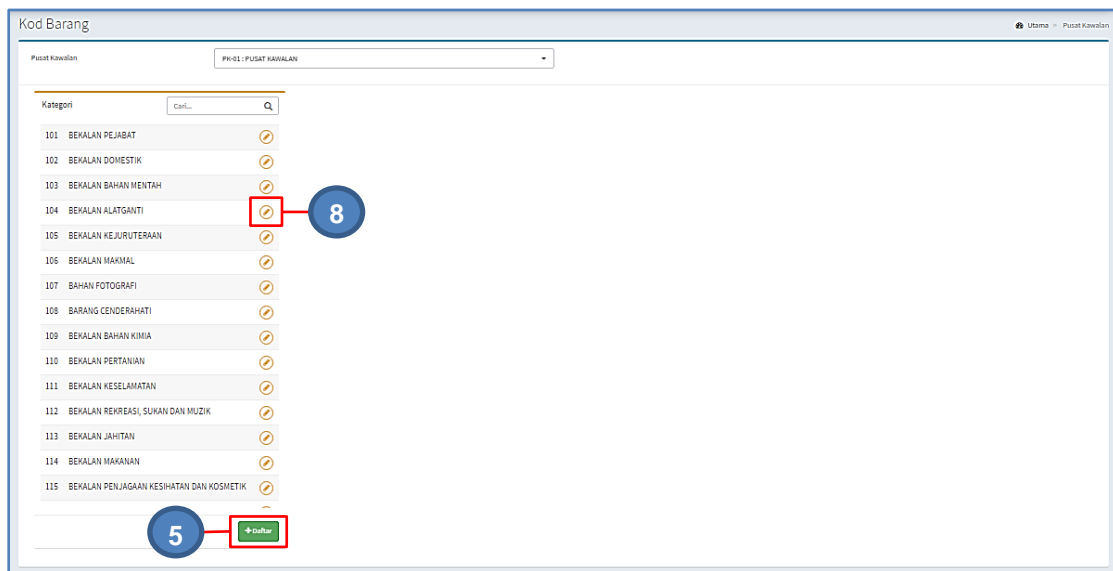 Kod Barang
Utama > Pusat Kawalan
Pusat Kawalan
PK-01 : PUSAT KAWALAN
Kategori
Cari...
101 BEKALAN PEJABAT
102 BEKALAN DOMESTIK
103 BEKALAN BAHAN MENTAH
104 BEKALAN ALATGANTI
8
105 BEKALAN KEJURUTERAAN
106 BEKALAN MAKMAL
107 BAHAN FOTOGRAFI
108 BARANG CENDERAHATI
109 BEKALAN BAHAN KIMIA
110 BEKALAN PERTANIAN
111 BEKALAN KESELAMATAN
112 BEKALAN REKREASI, SUKAN DAN MUZIK
113 BEKALAN JAHITAN
114 BEKALAN MAKANAN
115 BEKALAN PENJAGAAN KESIHATAN DAN KOSMETIK
5
+ Daftar